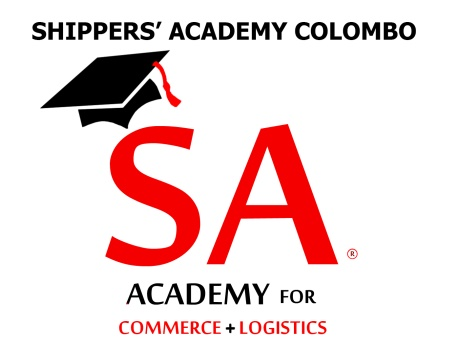 SHIPPERS’ ACADEMY COLOMBO
SA®
ACADEMY FOR
COMMERCE + LOGISTICS